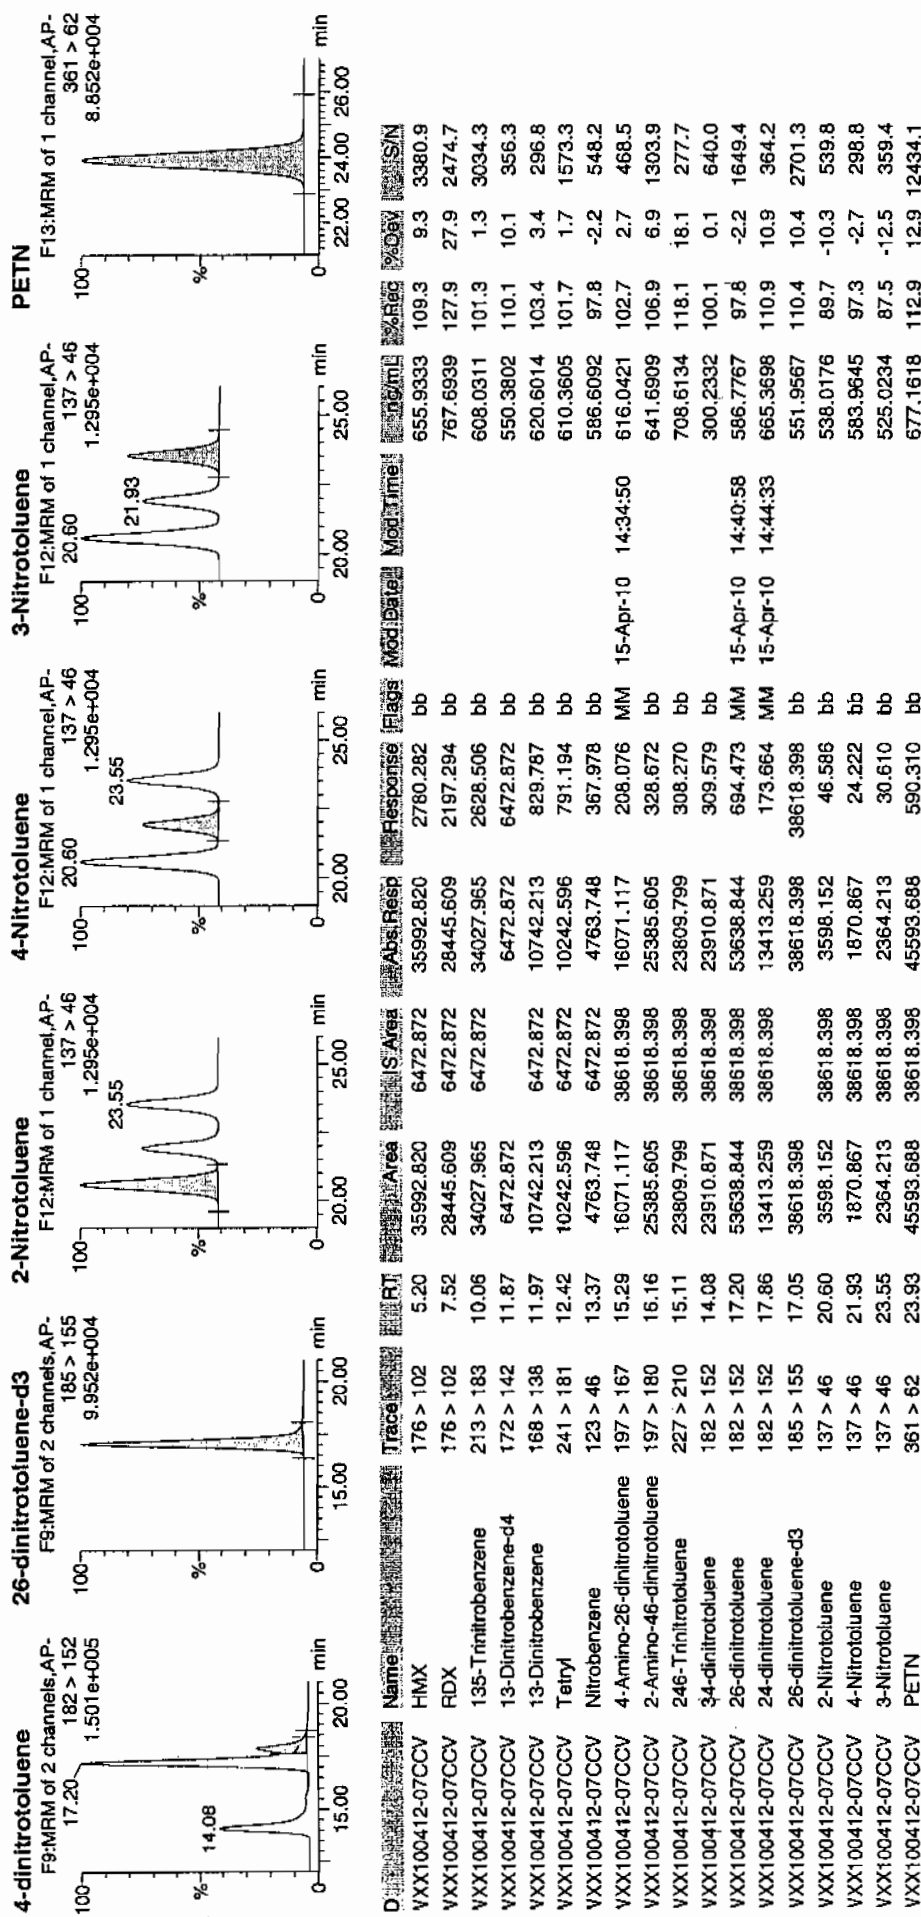 4-dinitrotoluene
F9:MRM of 2 channels,AP-
182 > 152
1.501e+005
100
17.20
14.08
%
0
15.00
20.00
min
26-dinitrotoluene-d3
F9:MRM of 2 channels,AP-
185 > 155
9.952e+004
100
%
0
15.00
20.00
min
2-Nitrotoluene
F12:MRM of 1 channel,AP-
137 > 46
1.295e+004
100
23.55
%
0
20.00
25.00
min
4-Nitrotoluene
F12:MRM of 1 channel,AP-
137 > 46
1.295e+004
100
20.60
23.55
%
0
20.00
25.00
min
3-Nitrotoluene
F12:MRM of 1 channel,AP-
137 > 46
1.295e+004
100
20.60
21.93
%
0
20.00
25.00
min
PETN
F13:MRM of 1 channel,AP-
361 > 62
8.852e+004
100
%
0
22.00
24.00
26.00
min
D Name Trace RT Area IS Area Abs.Resp Response Flags Mod.Date Mod.Time ng/mL %Rec %Dev S/N
VXX100412-07CCV HMX 176 > 102 5.20 35992.820 6472.872 35992.820 2780.282 bb 655.9333 109.3 9.3 3380.9
VXX100412-07CCV RDX 176 > 102 7.52 28445.609 6472.872 28445.609 2197.294 bb 767.6939 127.9 27.9 2474.7
VXX100412-07CCV 135-Trinitrobenzene 213 > 183 10.06 34027.965 6472.872 34027.965 2628.506 bb 608.0311 101.3 1.3 3034.3
VXX100412-07CCV 13-Dinitrobenzene-d4 172 > 142 11.87 6472.872 6472.872 6472.872 bb 550.3802 110.1 10.1 356.3
VXX100412-07CCV 13-Dinitrobenzene 168 > 138 11.97 10742.213 6472.872 10742.213 829.787 bb 620.6014 103.4 3.4 296.8
VXX100412-07CCV Tetryl 241 > 181 12.42 10242.596 6472.872 10242.596 791.194 bb 610.3605 101.7 1.7 1573.3
VXX100412-07CCV Nitrobenzene 123 > 46 13.37 4763.748 6472.872 4763.748 367.978 bb 586.6092 97.8 -2.2 548.2
VXX100412-07CCV 4-Amino-26-dinitrotoluene 197 > 167 15.29 16071.117 38618.398 16071.117 208.076 MM 15-Apr-10 14:34:50 616.0421 102.7 2.7 468.5
VXX100412-07CCV 2-Amino-46-dinitrotoluene 197 > 180 16.16 25385.605 38618.398 25385.605 328.672 bb 641.6909 106.9 6.9 1303.9
VXX100412-07CCV 246-Trinitrotoluene 227 > 210 15.11 23809.799 38618.398 23809.799 308.270 bb 708.6134 118.1 18.1 277.7
VXX100412-07CCV 34-dinitrotoluene 182 > 152 14.08 23910.871 38618.398 23910.871 309.579 bb 300.2332 100.1 0.1 640.0
VXX100412-07CCV 26-dinitrotoluene 182 > 152 17.20 53638.844 38618.398 53638.844 694.473 MM 15-Apr-10 14:40:58 586.7767 97.8 -2.2 1649.4
VXX100412-07CCV 24-dinitrotoluene 182 > 152 17.86 13413.259 38618.398 13413.259 173.664 MM 15-Apr-10 14:44:33 665.3698 110.9 10.9 364.2
VXX100412-07CCV 26-dinitrotoluene-d3 185 > 155 17.05 38618.398 38618.398 38618.398 bb 551.9567 110.4 10.4 2701.3
VXX100412-07CCV 2-Nitrotoluene 137 > 46 20.60 3598.152 38618.398 3598.152 46.586 bb 538.0176 89.7 -10.3 539.8
VXX100412-07CCV 4-Nitrotoluene 137 > 46 21.93 1870.867 38618.398 1870.867 24.222 bb 583.9645 97.3 -2.7 298.8
VXX100412-07CCV 3-Nitrotoluene 137 > 46 23.55 2364.213 38618.398 2364.213 30.610 bb 525.0234 87.5 -12.5 359.4
VXX100412-07CCV PETN 361 > 62 23.93 45593.688 38618.398 45593.688 590.310 bb 677.1618 112.9 12.9 12434.1